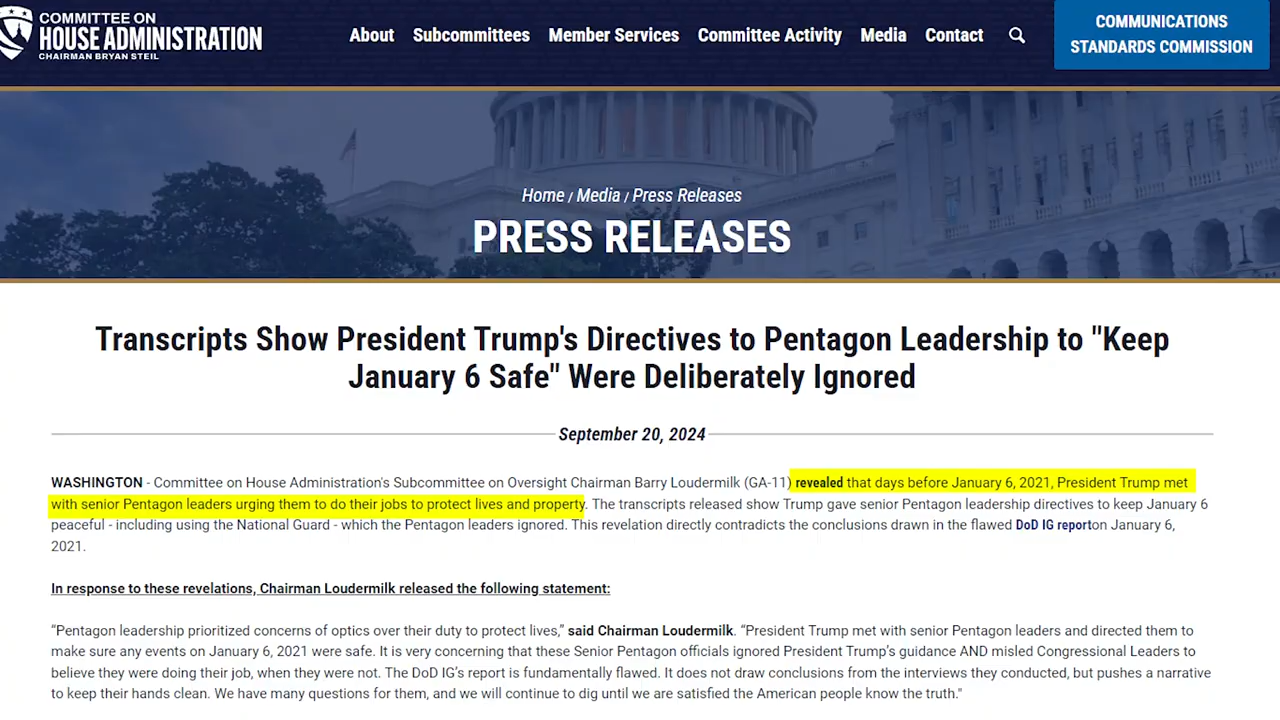 COMMITTEE ON
HOUSE ADMINISTRATION
CHAIRMAN BRYAN STEIL
About Subcommittees Member Services Committee Activity Media Contact
COMMUNICATIONS
STANDARDS COMMISSION
Home / Media / Press Releases
PRESS RELEASES
Transcripts Show President Trump's Directives to Pentagon Leadership to "Keep
January 6 Safe" Were Deliberately Ignored
September 20, 2024
WASHINGTON - Committee on House Administration's Subcommittee on Oversight Chairman Barry Loudermilk (GA-11) revealed that days before January 6, 2021, President Trump met
with senior Pentagon leaders urging them to do their jobs to protect lives and property. The transcripts released show Trump gave senior Pentagon leadership directives to keep January 6
peaceful - including using the National Guard - which the Pentagon leaders ignored. This revelation directly contradicts the conclusions drawn in the flawed DoD IG reporton January 6,
2021.
In response to these revelations, Chairman Loudermilk released the following statement:
“Pentagon leadership prioritized concerns of optics over their duty to protect lives,” said Chairman Loudermilk. “President Trump met with senior Pentagon leaders and directed them to
make sure any events on January 6, 2021 were safe. It is very concerning that these Senior Pentagon officials ignored President Trump’s guidance AND misled Congressional Leaders to
believe they were doing their job, when they were not. The DoD IG’s report is fundamentally flawed. It does not draw conclusions from the interviews they conducted, but pushes a narrative
to keep their hands clean. We have many questions for them, and we will continue to dig until we are satisfied the American people know the truth."